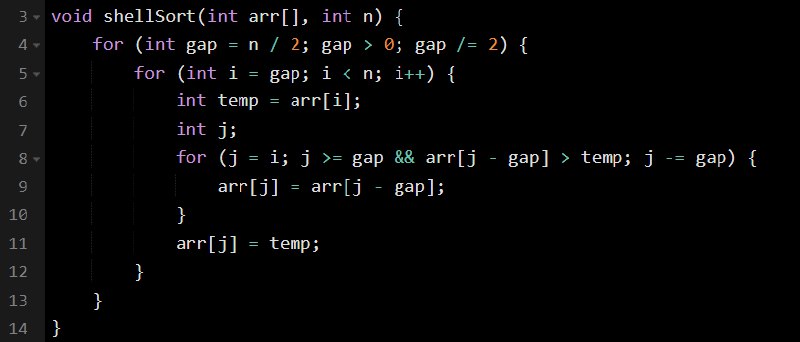 3 void shellSort(int arr[], int n) {
4     for (int gap = n / 2; gap > 0; gap /= 2) {
5         for (int i = gap; i < n; i++) {
6             int temp = arr[i];
7             int j;
8             for (j = i; j >= gap && arr[j - gap] > temp; j -= gap) {
9                 arr[j] = arr[j - gap];
10             }
11             arr[j] = temp;
12         }
13     }
14 }